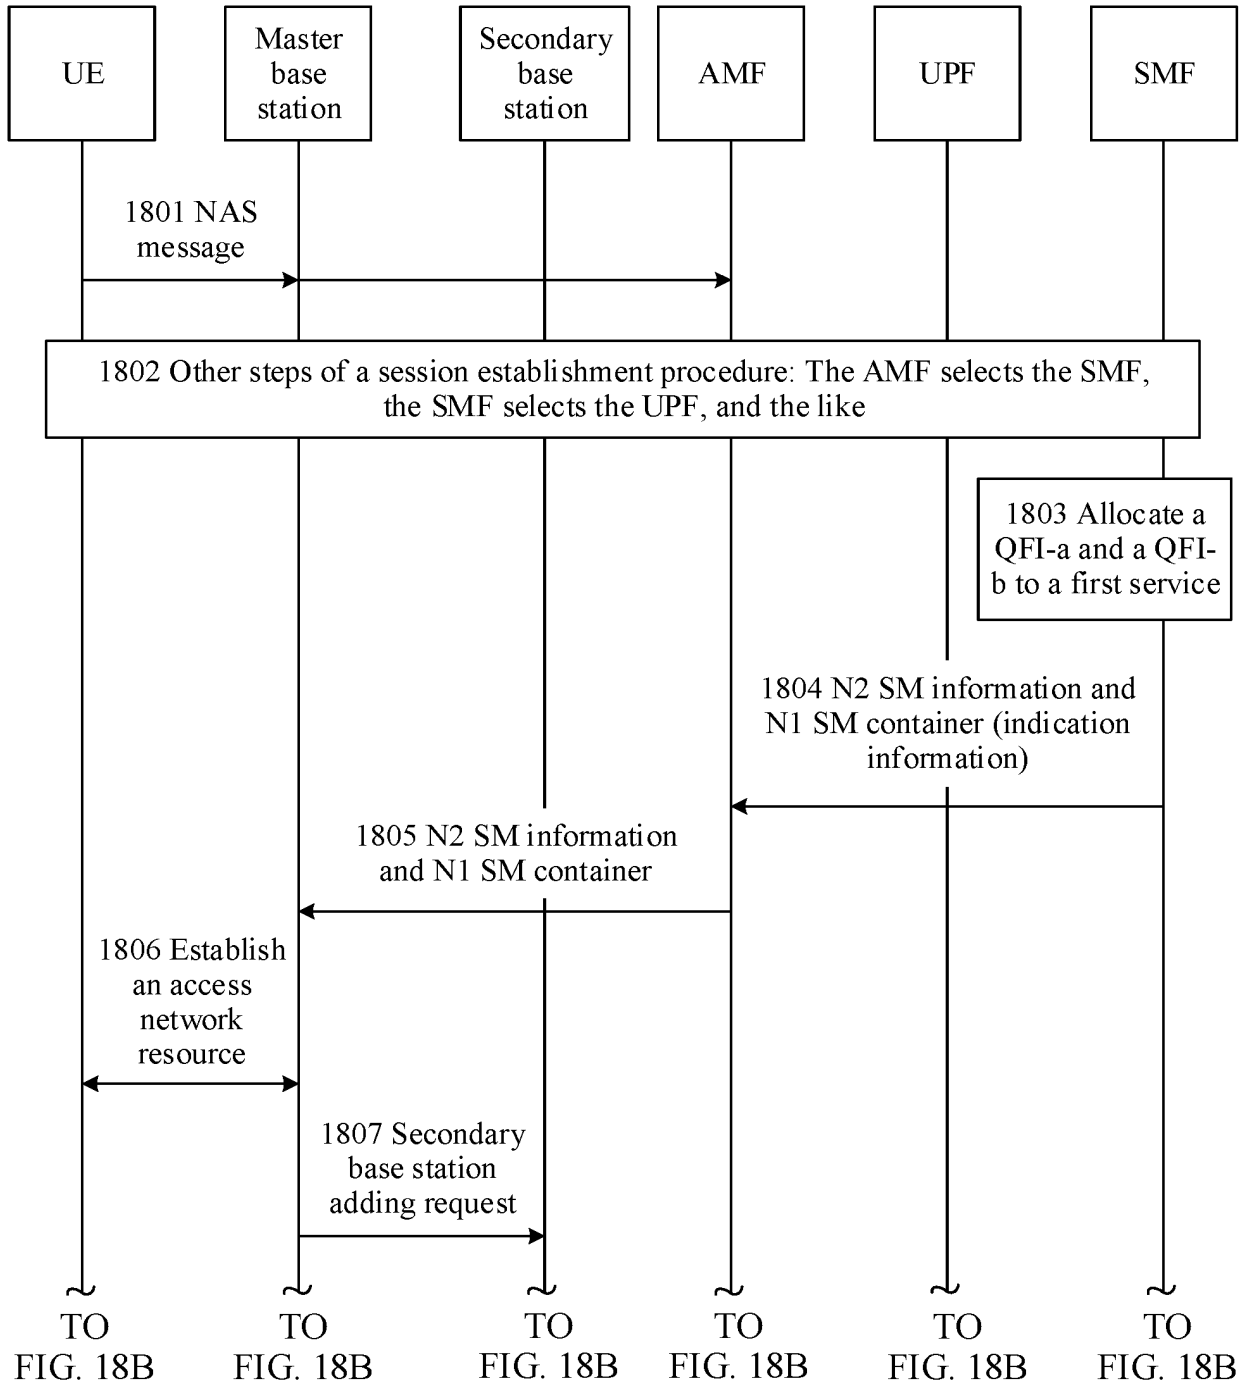 UE
Master
base
station
Secondary
base
station
AMF
UPF
SMF
1801 NAS
message
1802 Other steps of a session establishment procedure: The AMF selects the SMF,
the SMF selects the UPF, and the like
1803 Allocate a
QFI-a and a QFI-
b to a first service
1804 N2 SM information and
N1 SM container (indication
information)
1805 N2 SM information
and N1 SM container
1806 Establish
an access
network
resource
1807 Secondary
base station
adding request
TO
FIG. 18B
TO
FIG. 18B
TO
FIG. 18B
TO
FIG. 18B
TO
FIG. 18B
TO
FIG. 18B